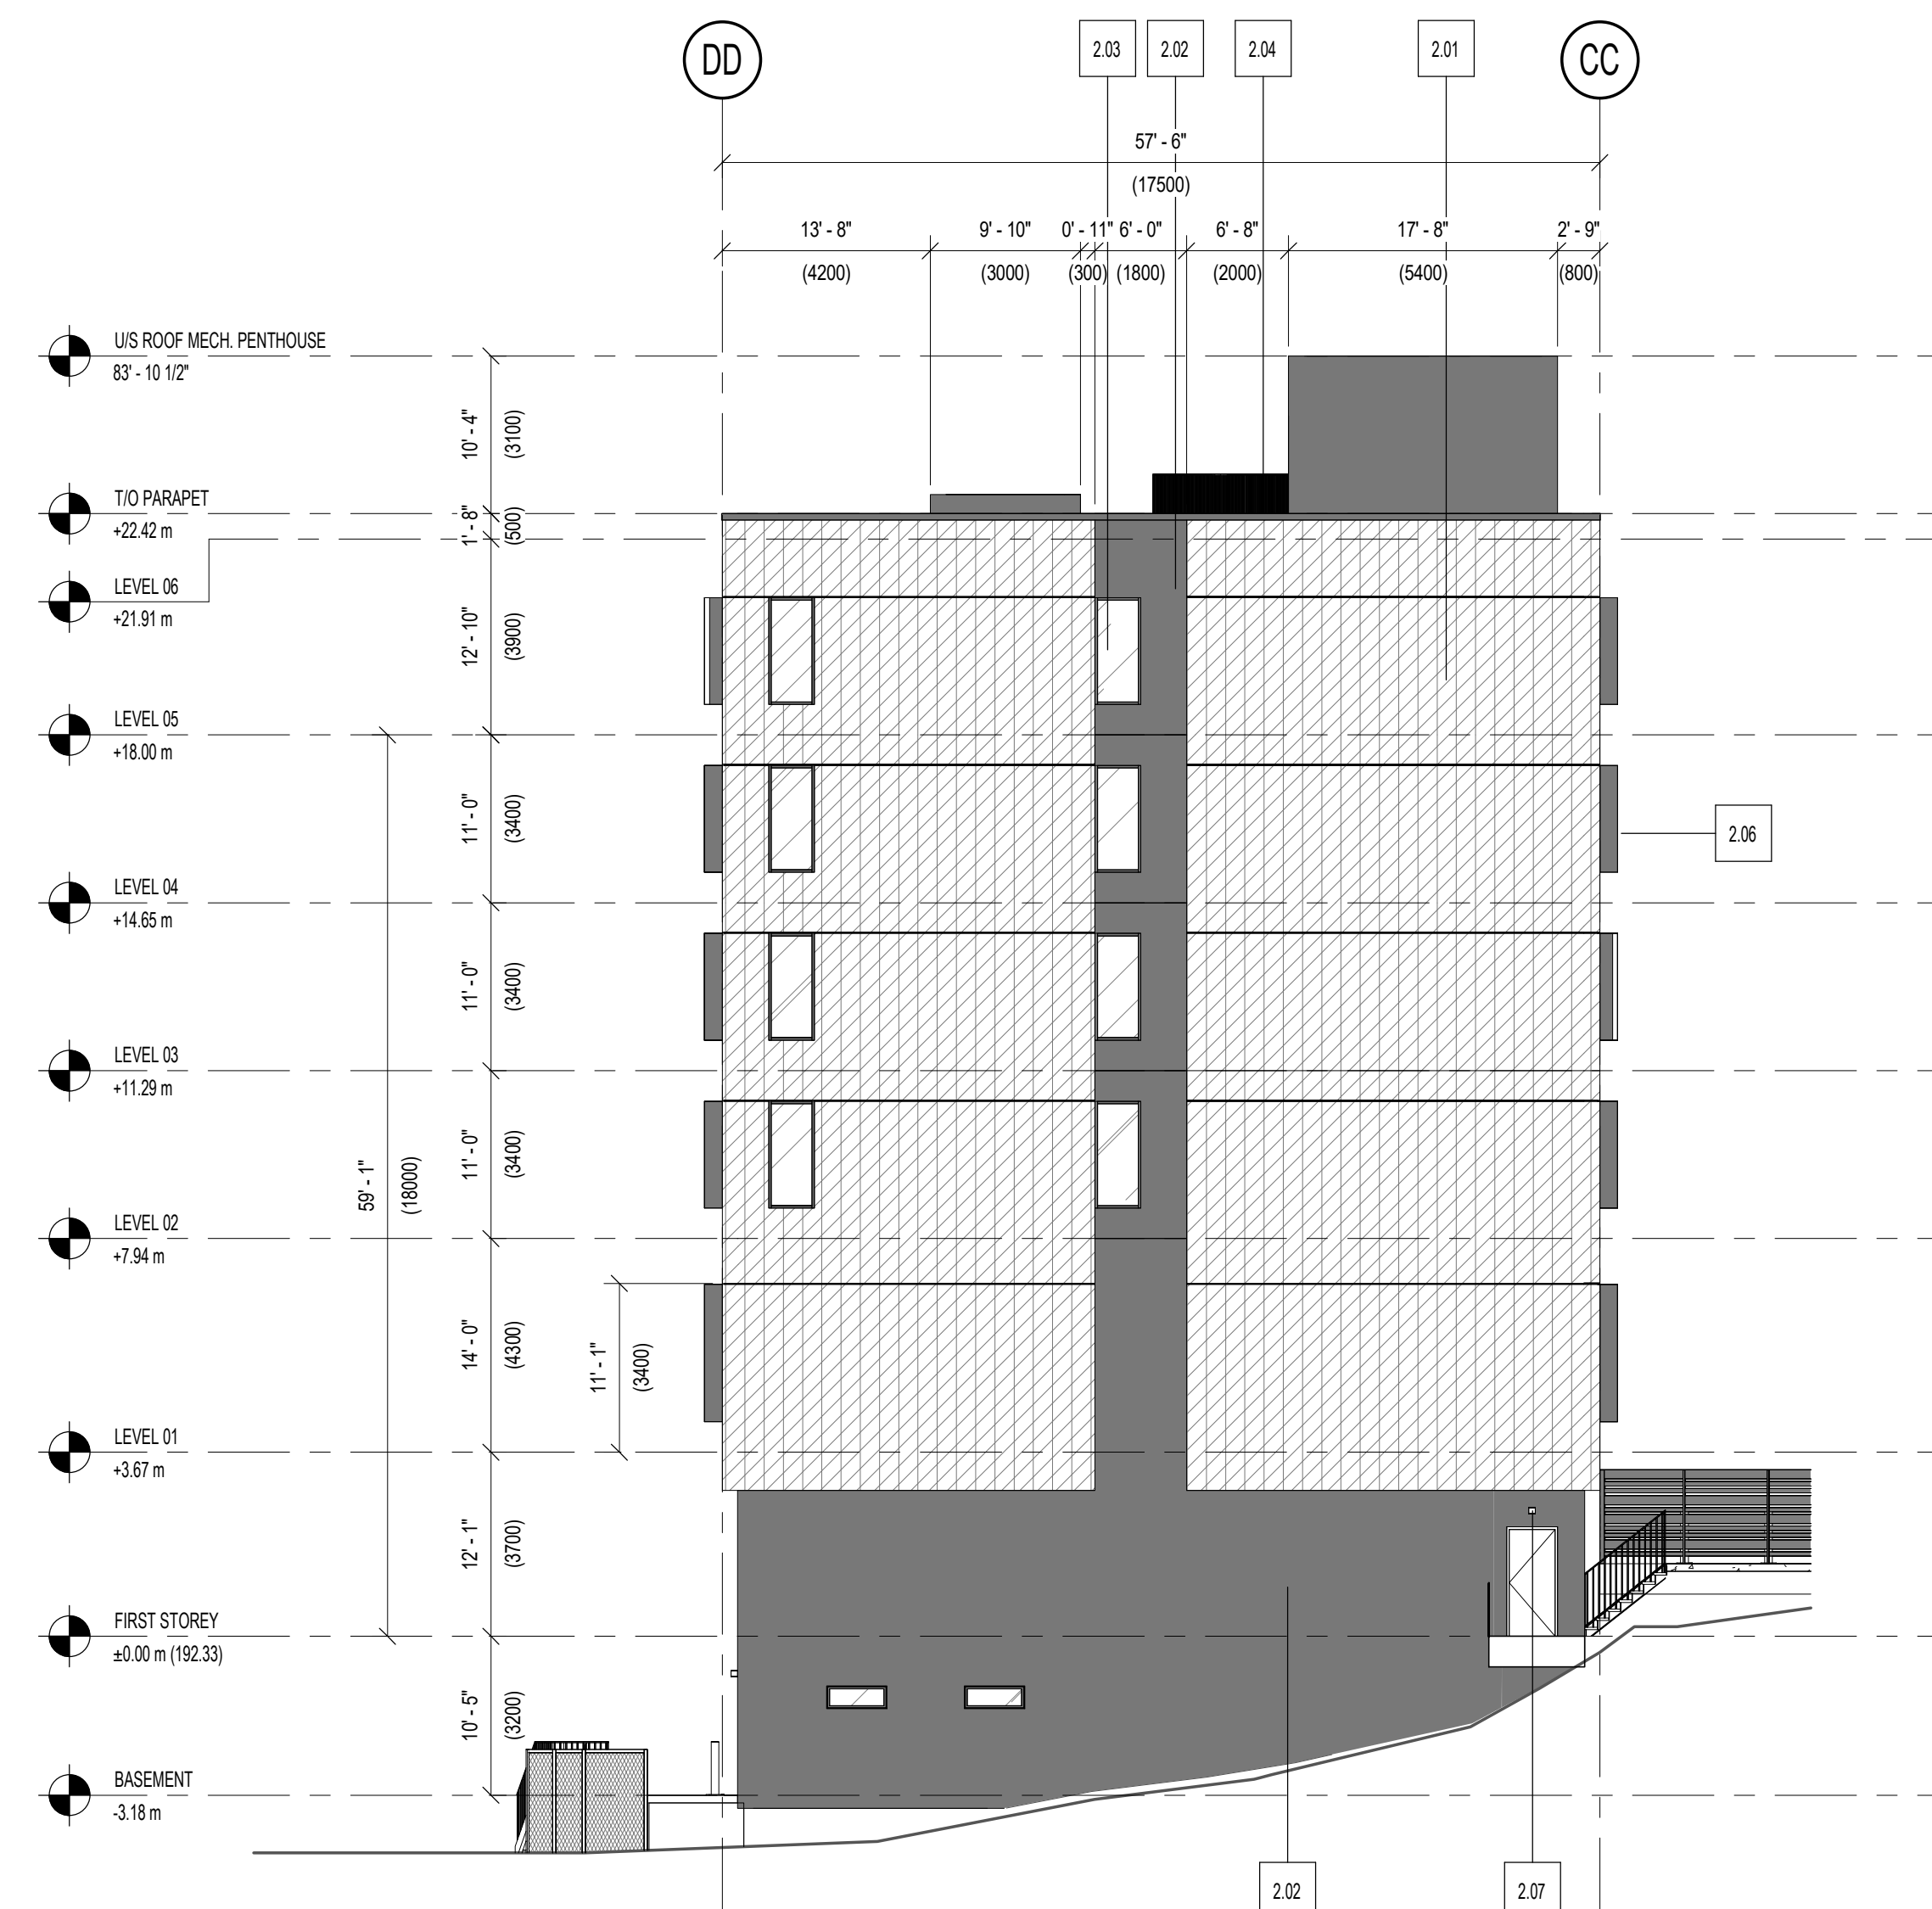 DD
2.03
2.02
2.04
2.01
CC
57' - 6"
(17500)
13' - 8"
9' - 10"
0' - 11"
6' - 0"
6' - 8"
17' - 8"
2' - 9"
(4200)
(3000)
(300)
(1800)
(2000)
(5400)
(800)
U/S ROOF MECH. PENTHOUSE
83' - 10 1/2"
10' - 4"
(3100)
T/O PARAPET
+22.42 m
1' - 8"
(500)
LEVEL 06
+21.91 m
12' - 10"
(3900)
LEVEL 05
+18.00 m
11' - 0"
(3400)
2.06
LEVEL 04
+14.65 m
11' - 0"
(3400)
LEVEL 03
+11.29 m
11' - 0"
(3400)
59' - 1"
(18000)
LEVEL 02
+7.94 m
14' - 0"
(4300)
11' - 1"
(3400)
LEVEL 01
+3.67 m
12' - 1"
(3700)
FIRST STOREY
±0.00 m (192.33)
10' - 5"
(3200)
BASEMENT
-3.18 m
2.02
2.07